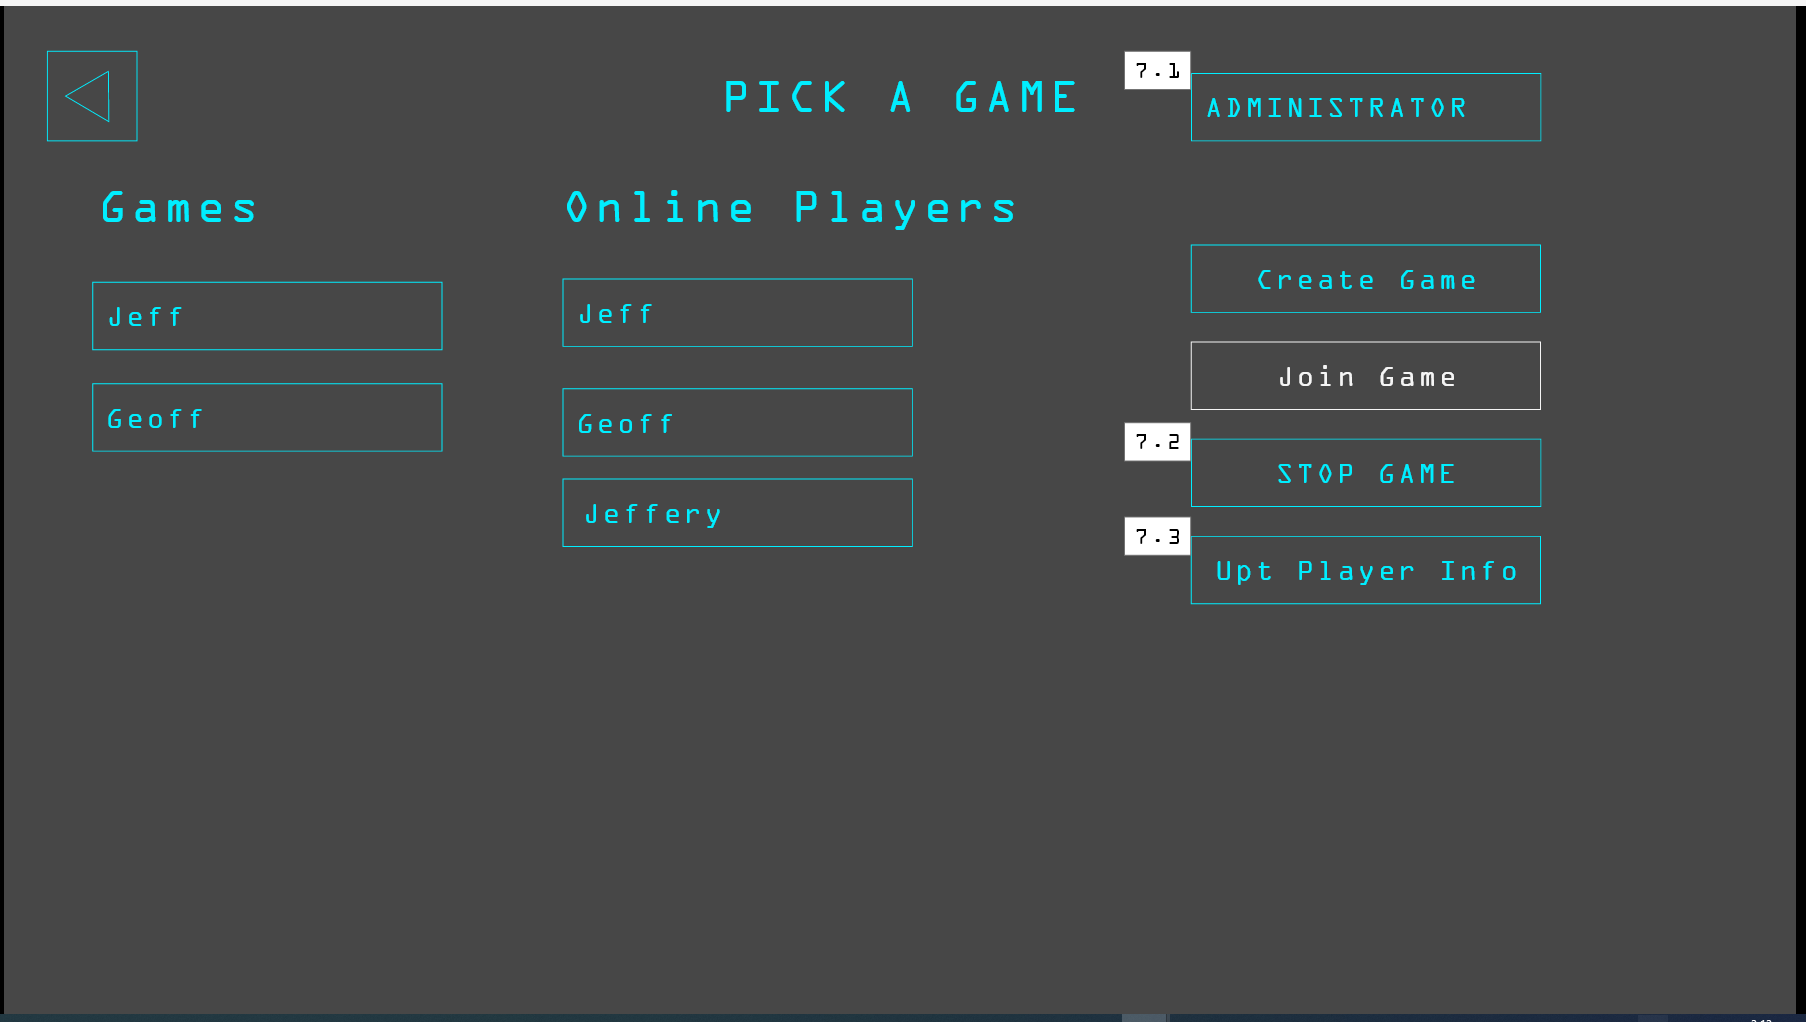 PICK A GAME
7.1
ADMINISTRATOR
Games
Online Players
Jeff
Geoff
Jeff
Geoff
Jeffery
Create Game
Join Game
7.2
STOP GAME
7.3
Upt Player Info